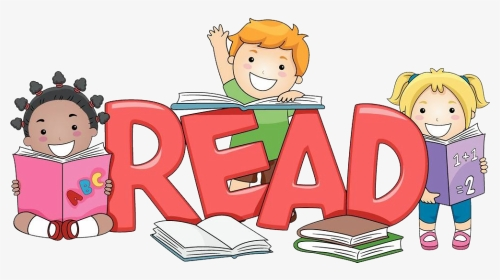 READ
ABC
1+1
=2